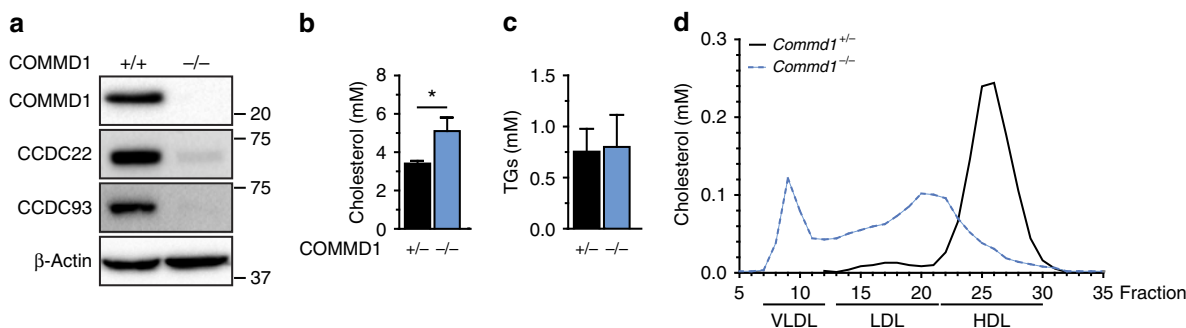 a
COMMD1 +/+ –/–
COMMD1
20
75
CCDC22
75
CCDC93
β-Actin
37
b
Cholesterol (mM)
8
6
4
2
0
*
COMMD1 +/– –/–
c
TGs (mM)
1.5
1.0
0.5
0.0
+/– –/–
d
Commd1+/–
Commd1–/–
Cholesterol (mM)
0.3
0.2
0.1
0.0
5 10 15 20 25 30 35 Fraction
VLDL LDL HDL